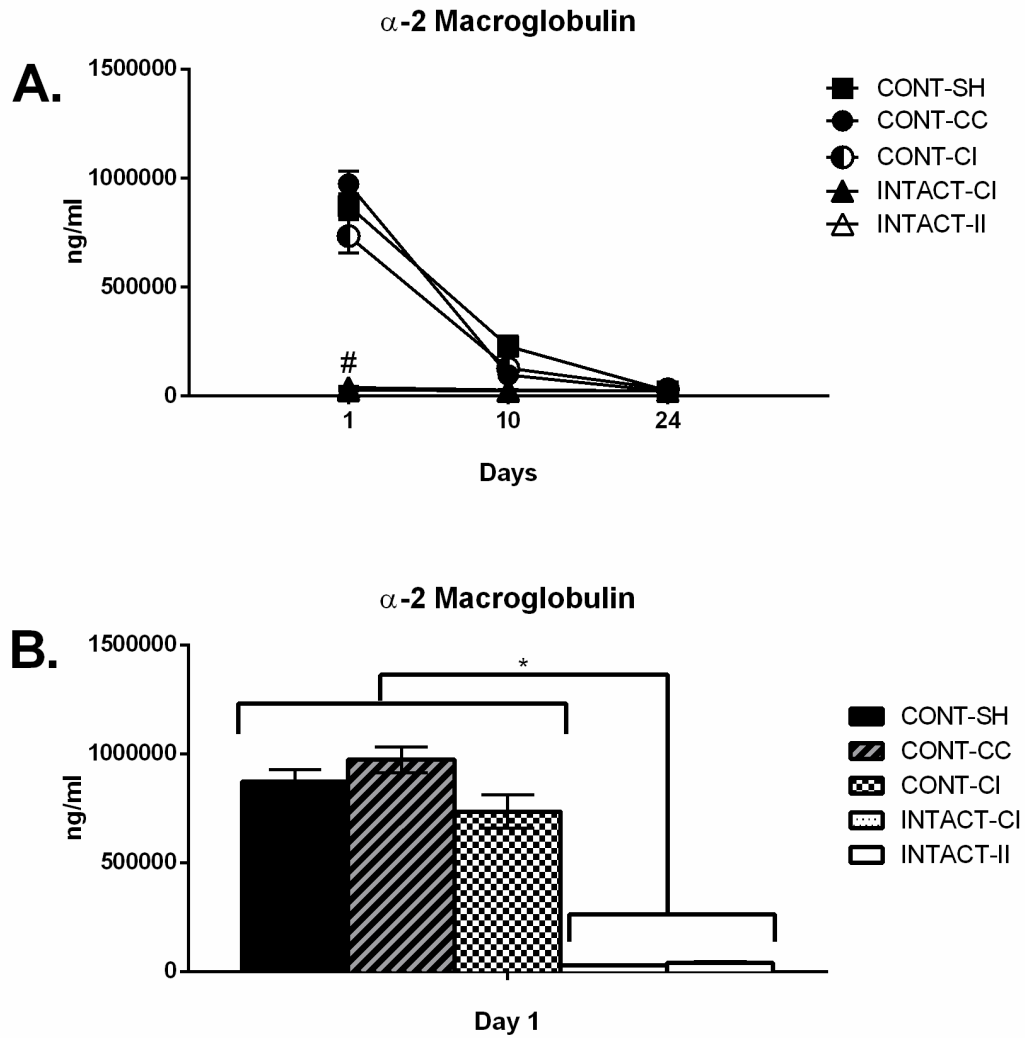 α-2 Macroglobulin
A.
1500000
1000000
500000
0
ng/ml
#
1 10 24
Days
CONT-SH
CONT-CC
CONT-CI
INTACT-CI
INTACT-II
α-2 Macroglobulin
B.
1500000
1000000
500000
0
ng/ml
*
Day 1
CONT-SH
CONT-CC
CONT-CI
INTACT-CI
INTACT-II